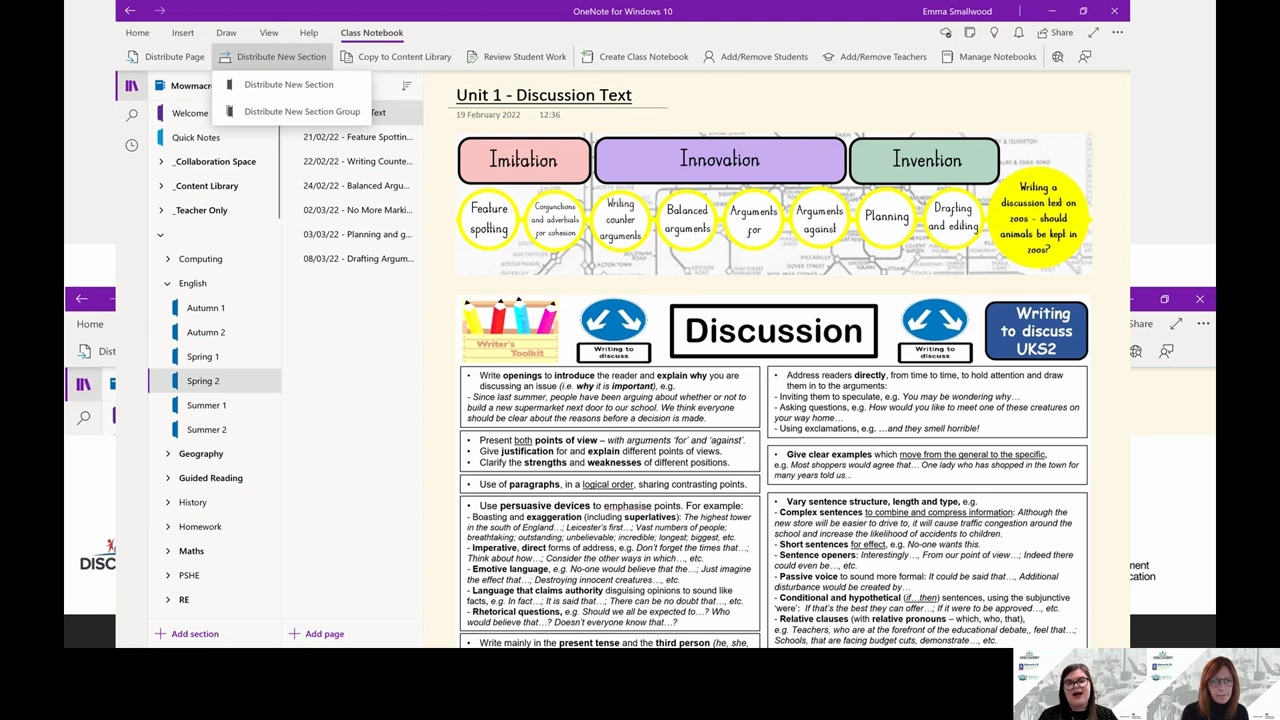 OneNote for Windows 10
Emma Smallwood
Home Insert Draw View Help Class Notebook
Share
Distribute Page Distribute New Section Copy to Content Library Review Student Work Create Class Notebook Add/Remove Students Add/Remove Teachers Manage Notebooks
Distribute New Section
Distribute New Section Group
Mowmacr
Welcome
Quick Notes
_Collaboration Space
_Content Library
_Teacher Only
Computing
English
Autumn 1
Autumn 2
Spring 1
Spring 2
Summer 1
Summer 2
Geography
Guided Reading
History
Homework
Maths
PSHE
RE
Add section
Text
21/02/22 - Feature Spottin...
22/02/22 - Writing Counte...
24/02/22 - Balanced Argu...
02/03/22 - No More Marki...
03/03/22 - Planning and g...
08/03/22 - Drafting Argum...
Add page
Unit 1 - Discussion Text
19 February 2022 12:36
Imitation
Innovation
Invention
Feature
spotting
Conjunctions
and adverbials
for cohesion
Writing
counter
arguments
Balanced
arguments
Arguments
for
Arguments
against
Planning
Drafting
and editing
Writing a
discussion text on
zoos - should
animals be kept in
zoos?
Writer's
Toolkit
Writing to
discuss
Discussion
Writing to
discuss
Writing
to discuss
UKS2
• Write openings to introduce the reader and explain why you are
discussing an issue (i.e. why it is important), e.g.
- Since last summer, people have been arguing about whether or not to
build a new supermarket next door to our school. We think everyone
should be clear about the reasons before a decision is made.
• Present both points of view – with arguments 'for' and 'against'.
• Give justification for and explain different points of views.
• Clarify the strengths and weaknesses of different positions.
• Use of paragraphs, in a logical order, sharing contrasting points.
• Use persuasive devices to emphasise points. For example:
- Boasting and exaggeration (including superlatives): The highest tower
in the south of England…; Leicester's first…; Vast numbers of people;
breathtaking; outstanding; unbelievable; incredible; longest; biggest, etc.
- Imperative, direct forms of address, e.g. Don't forget the times that…;
Think about how…; Consider the other ways in which…, etc.
- Emotive language, e.g. No-one would believe that the…; Just imagine
the effect that…; Destroying innocent creatures…, etc.
- Language that claims authority disguising opinions to sound like
facts, e.g. In fact…; It is said that…; There can be no doubt that…, etc.
- Rhetorical questions, e.g. Should we all be expected to…? Who
would believe that…? Doesn't everyone know that…?
• Write mainly in the present tense and the third person (he, she,
• Address readers directly, from time to time, to hold attention and draw
them in to the arguments:
- Inviting them to speculate, e.g. You may be wondering why…
- Asking questions, e.g. How would you like to meet one of these creatures on
your way home…
- Using exclamations, e.g. …and they smell horrible!
• Give clear examples which move from the general to the specific,
e.g. Most shoppers would agree that… One lady who has shopped in the town for
many years told us...
• Vary sentence structure, length and type, e.g.
- Complex sentences to combine and compress information: Although the
new store will be easier to drive to, it will cause traffic congestion around the
school and increase the likelihood of accidents to children.
- Short sentences for effect, e.g. No-one wants this.
- Sentence openers: Interestingly…, From our point of view…; Indeed there
could even be…, etc.
- Passive voice to sound more formal: It could be said that…, Additional
disturbance would be created by…
- Conditional and hypothetical (if…then) sentences, using the subjunctive
'were': If that's the best they can offer…; If it were to be approved…, etc.
- Relative clauses (with relative pronouns – which, who, that),
e.g. Teachers, who are at the forefront of the educational debate,, feel that…;
Schools, that are facing budget cuts, demonstrate…, etc.
Home
Dist
Share
DISC
ment
ication
DISCOVERY
DISCOVERY